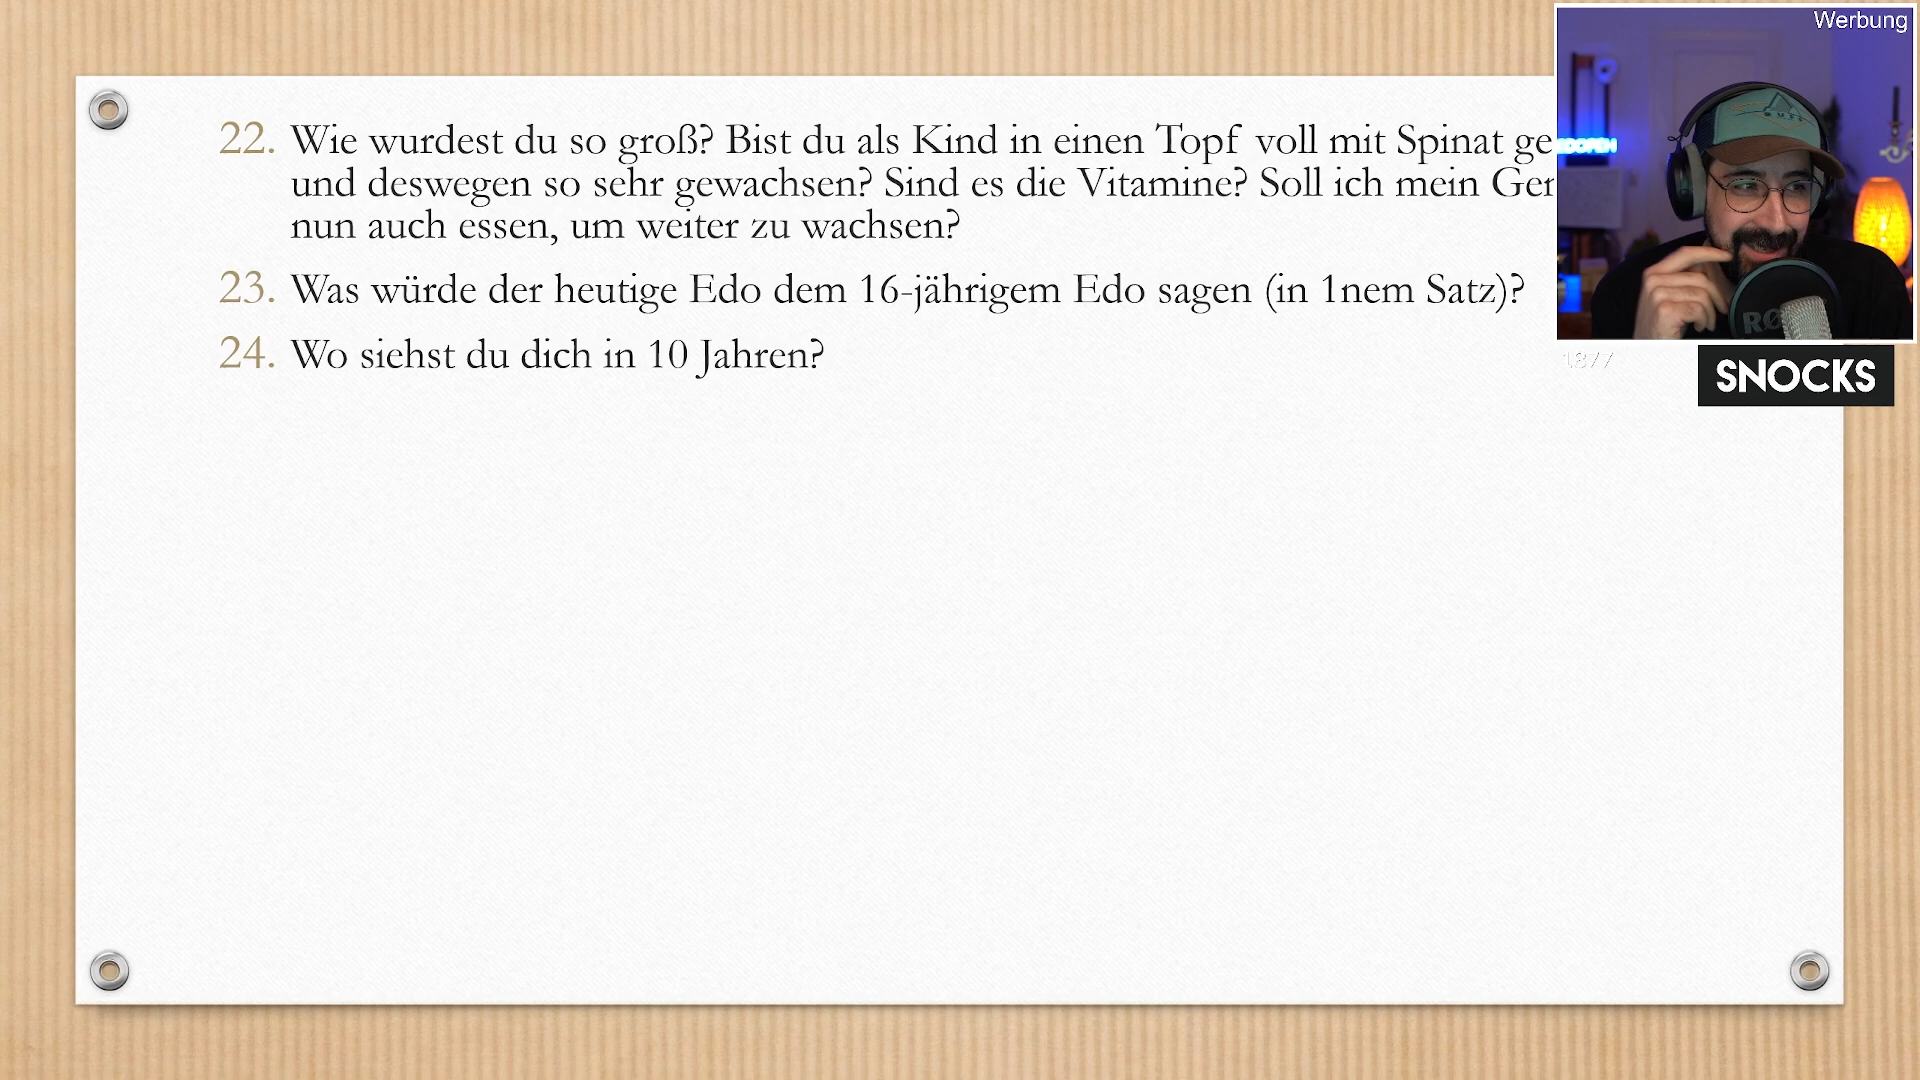 Werbung
22. Wie wurdest du so groß? Bist du als Kind in einen Topf voll mit Spinat
und deswegen so sehr gewachsen? Sind es die Vitamine? Soll ich mein
nun auch essen, um weiter zu wachsen?
23. Was würde der heutige Edo dem 16-jährigem Edo sagen (in 1nem Satz)?
24. Wo siehst du dich in 10 Jahren?
1877
SNOCKS